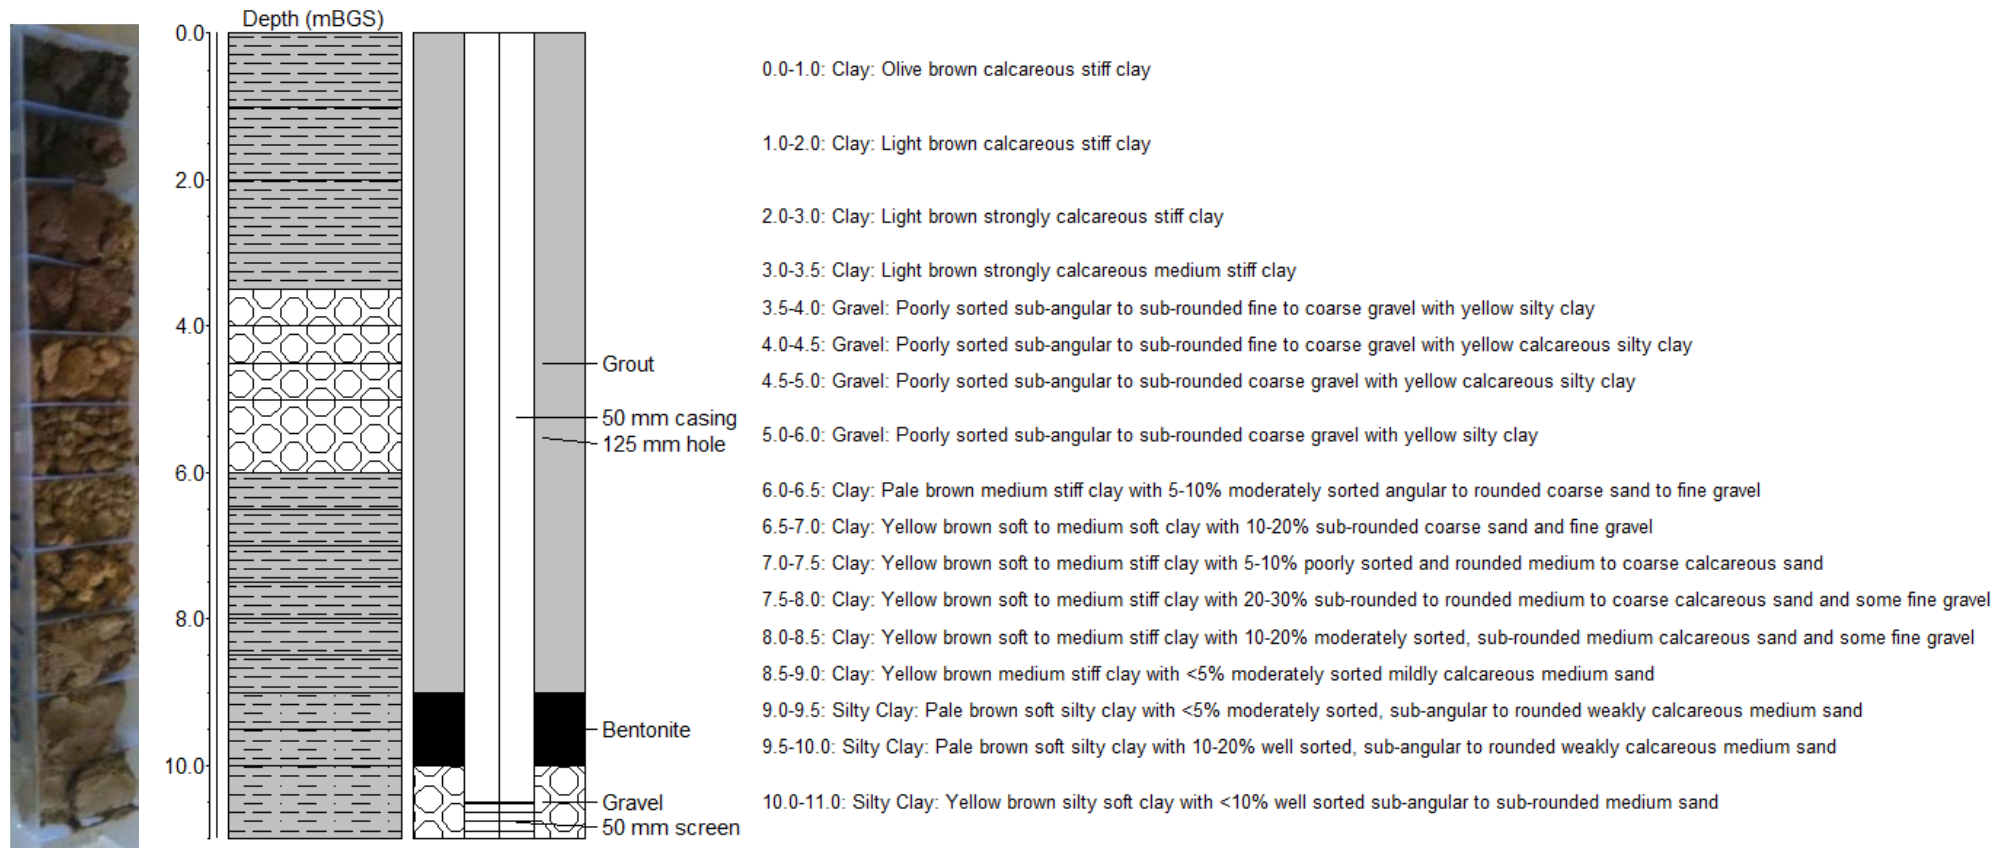 Depth (mBGS)
0.0
2.0
4.0
6.0
8.0
10.0
Grout
50 mm casing
125 mm hole
Bentonite
Gravel
50 mm screen
0.0-1.0: Clay: Olive brown calcareous stiff clay
1.0-2.0: Clay: Light brown calcareous stiff clay
2.0-3.0: Clay: Light brown strongly calcareous stiff clay
3.0-3.5: Clay: Light brown strongly calcareous medium stiff clay
3.5-4.0: Gravel: Poorly sorted sub-angular to sub-rounded fine to coarse gravel with yellow silty clay
4.0-4.5: Gravel: Poorly sorted sub-angular to sub-rounded fine to coarse gravel with yellow calcareous silty clay
4.5-5.0: Gravel: Poorly sorted sub-angular to sub-rounded coarse gravel with yellow calcareous silty clay
5.0-6.0: Gravel: Poorly sorted sub-angular to sub-rounded coarse gravel with yellow silty clay
6.0-6.5: Clay: Pale brown medium stiff clay with 5-10% moderately sorted angular to rounded coarse sand to fine gravel
6.5-7.0: Clay: Yellow brown soft to medium soft clay with 10-20% sub-rounded coarse sand and fine gravel
7.0-7.5: Clay: Yellow brown soft to medium stiff clay with 5-10% poorly sorted and rounded medium to coarse calcareous sand
7.5-8.0: Clay: Yellow brown soft to medium stiff clay with 20-30% sub-rounded to rounded medium to coarse calcareous sand and some fine gravel
8.0-8.5: Clay: Yellow brown soft to medium stiff clay with 10-20% moderately sorted, sub-rounded medium calcareous sand and some fine gravel
8.5-9.0: Clay: Yellow brown medium stiff clay with <5% moderately sorted mildly calcareous medium sand
9.0-9.5: Silty Clay: Pale brown soft silty clay with <5% moderately sorted, sub-angular to rounded weakly calcareous medium sand
9.5-10.0: Silty Clay: Pale brown soft silty clay with 10-20% well sorted, sub-angular to rounded weakly calcareous medium sand
10.0-11.0: Silty Clay: Yellow brown silty soft clay with <10% well sorted sub-angular to sub-rounded medium sand